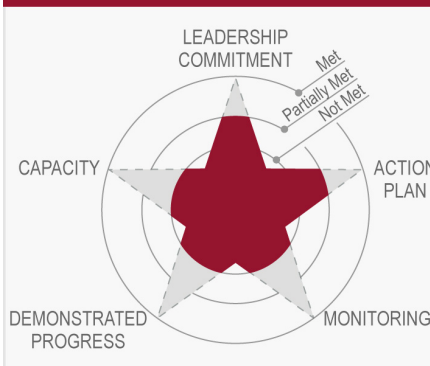 LEADERSHIP
COMMITMENT
Met
Partially Met
Not Met
CAPACITY
ACTION
PLAN
DEMONSTRATED
PROGRESS
MONITORING